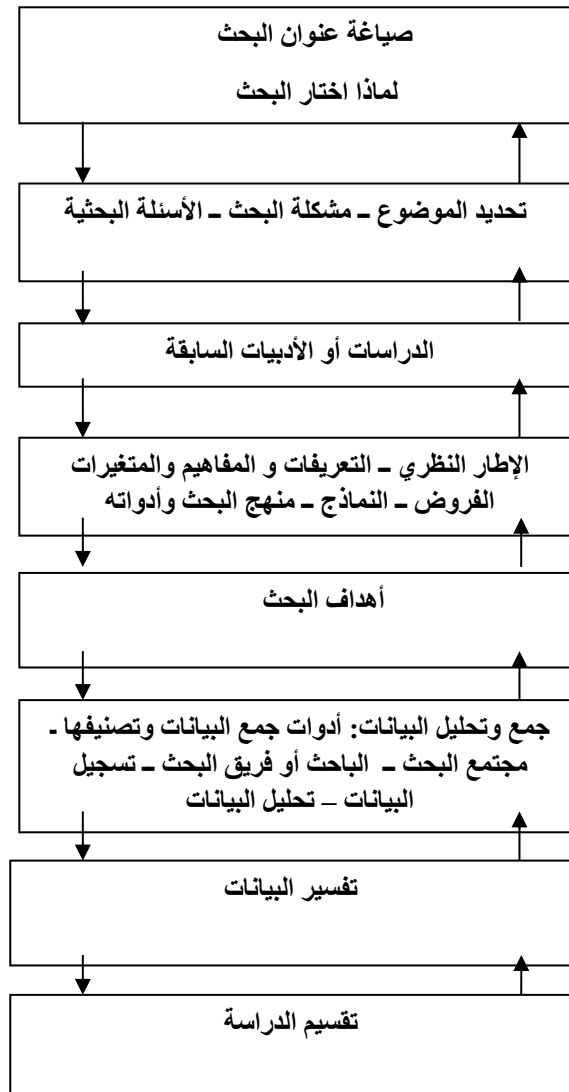 صياغة عنوان البحث
لماذا اختار البحث
تحديد الموضوع – مشكلة البحث – الأسئلة البحثية
الدراسات أو الأدبيات السابقة
الإطار النظري – التعريفات و المفاهيم والمتغيرات
الفروض – النماذج – منهج البحث وأدواته
أهداف البحث
جمع وتحليل البيانات: أدوات جمع البيانات وتصنيفها -
مجتمع البحث – الباحث أو فريق البحث – تسجيل
البيانات – تحليل البيانات
تفسير البيانات
تقسيم الدراسة